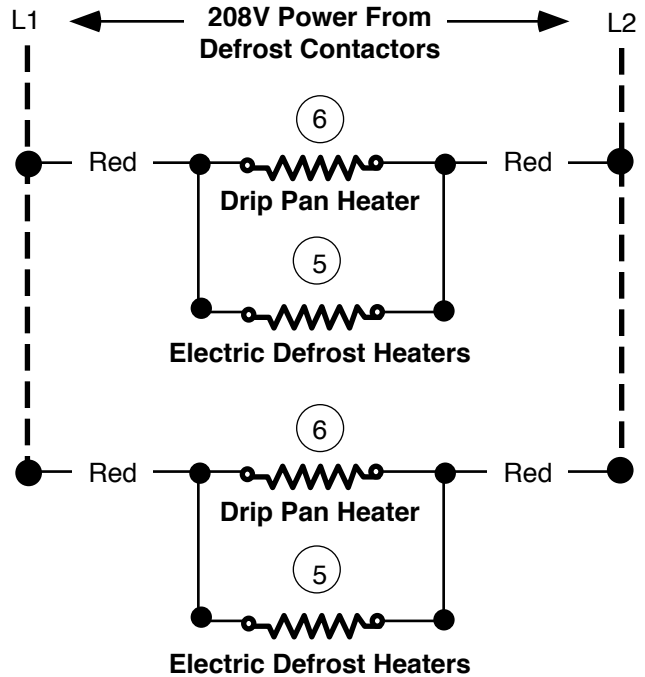 L1 208V Power From L2
Defrost Contactors
6
Red Red
Drip Pan Heater
5
Electric Defrost Heaters
6
Red Red
Drip Pan Heater
5
Electric Defrost Heaters